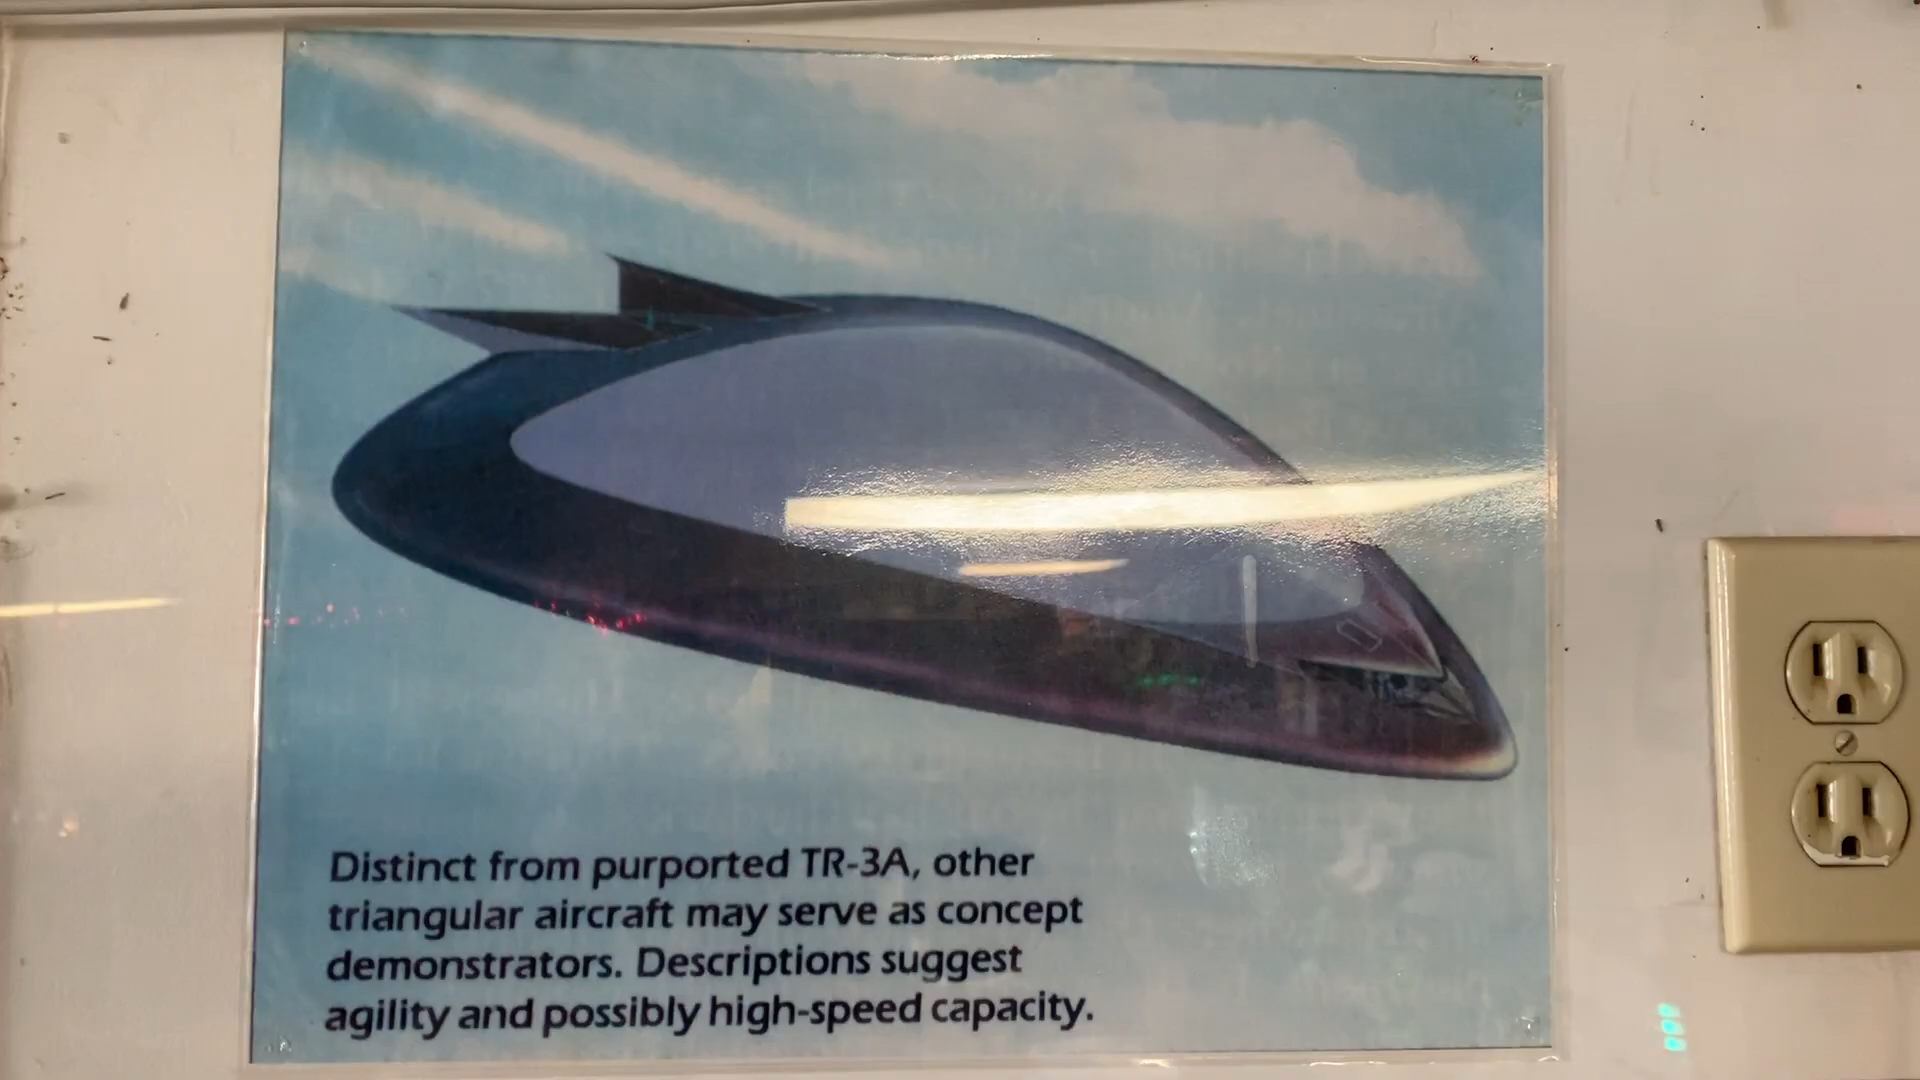 Distinct from purported TR-3A, other
triangular aircraft may serve as concept
demonstrators. Descriptions suggest
agility and possibly high-speed capacity.